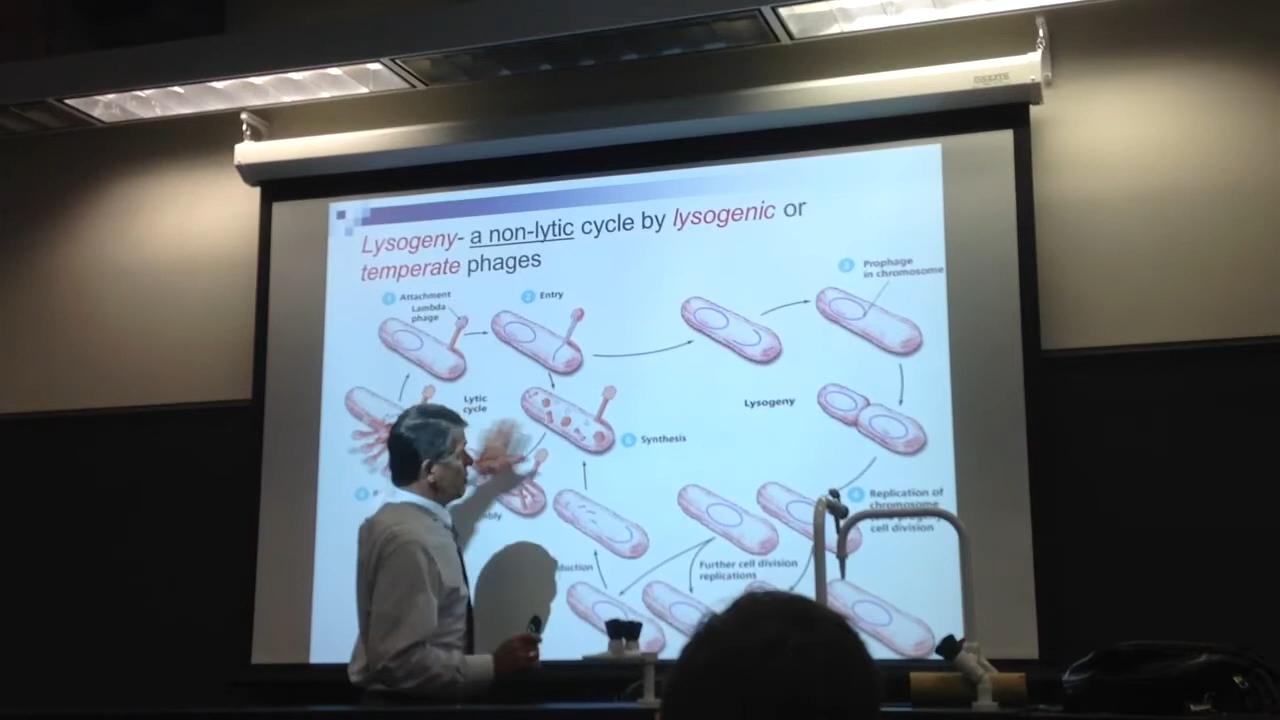 Lysogeny- a non-lytic cycle by lysogenic or
temperate phages
1 Attachment
Lambda
phage
2 Entry
3 Prophage
in chromosome
Lytic
cycle
Lysogeny
6 Synthesis
4 Replication of
chromosome
cell division
Further cell division
replications